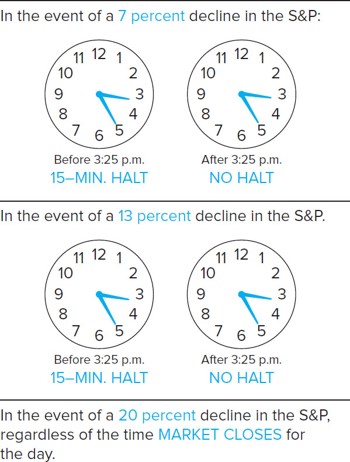 In the event of a 7 percent decline in the S&P:
11 12 1
10 2
9 3
8 4
7 6 5
11 12 1
10 2
9 3
8 4
7 6 5
Before 3:25 p.m.
After 3:25 p.m.
15–MIN. HALT
NO HALT
In the event of a 13 percent decline in the S&P.
11 12 1
10 2
9 3
8 4
7 6 5
11 12 1
10 2
9 3
8 4
7 6 5
Before 3:25 p.m.
After 3:25 p.m.
15–MIN. HALT
NO HALT
In the event of a 20 percent decline in the S&P,
regardless of the time MARKET CLOSES for
the day.